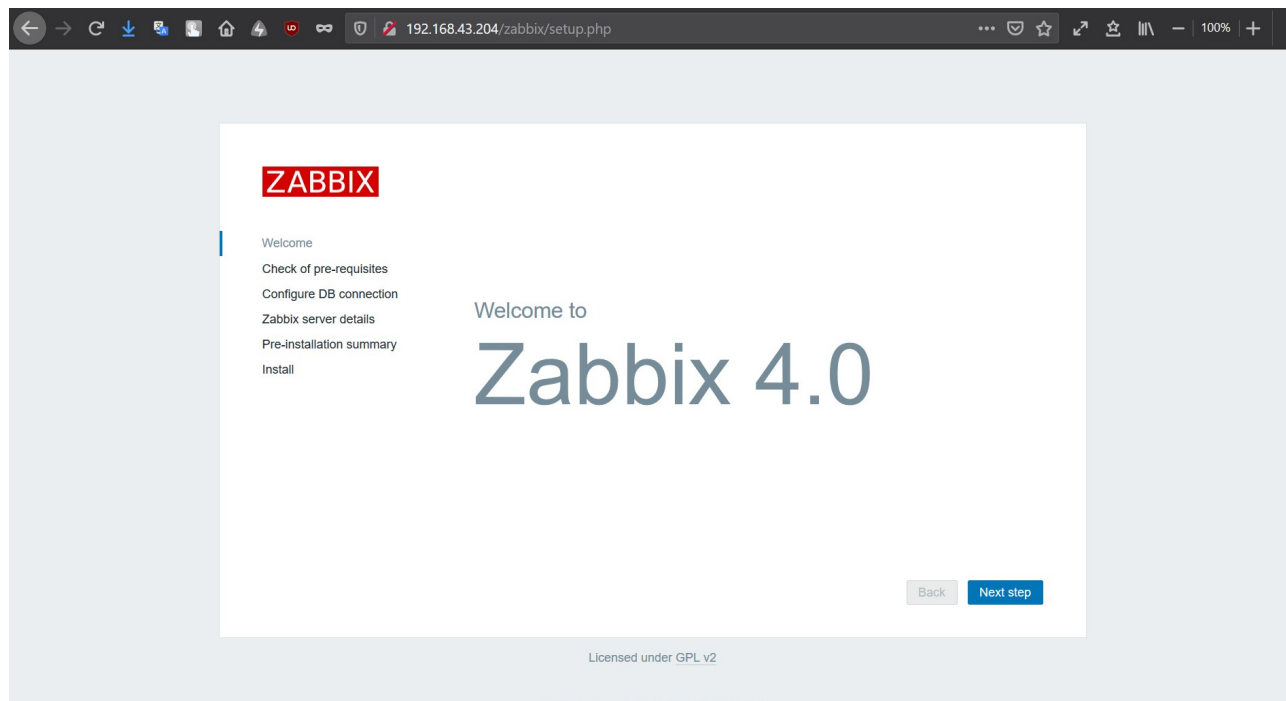 192.168.43.204/zabbix/setup.php
100%
ZABBIX
Welcome
Check of pre-requisites
Configure DB connection
Zabbix server details
Pre-installation summary
Install
Welcome to
Zabbix 4.0
Back
Next step
Licensed under GPL v2